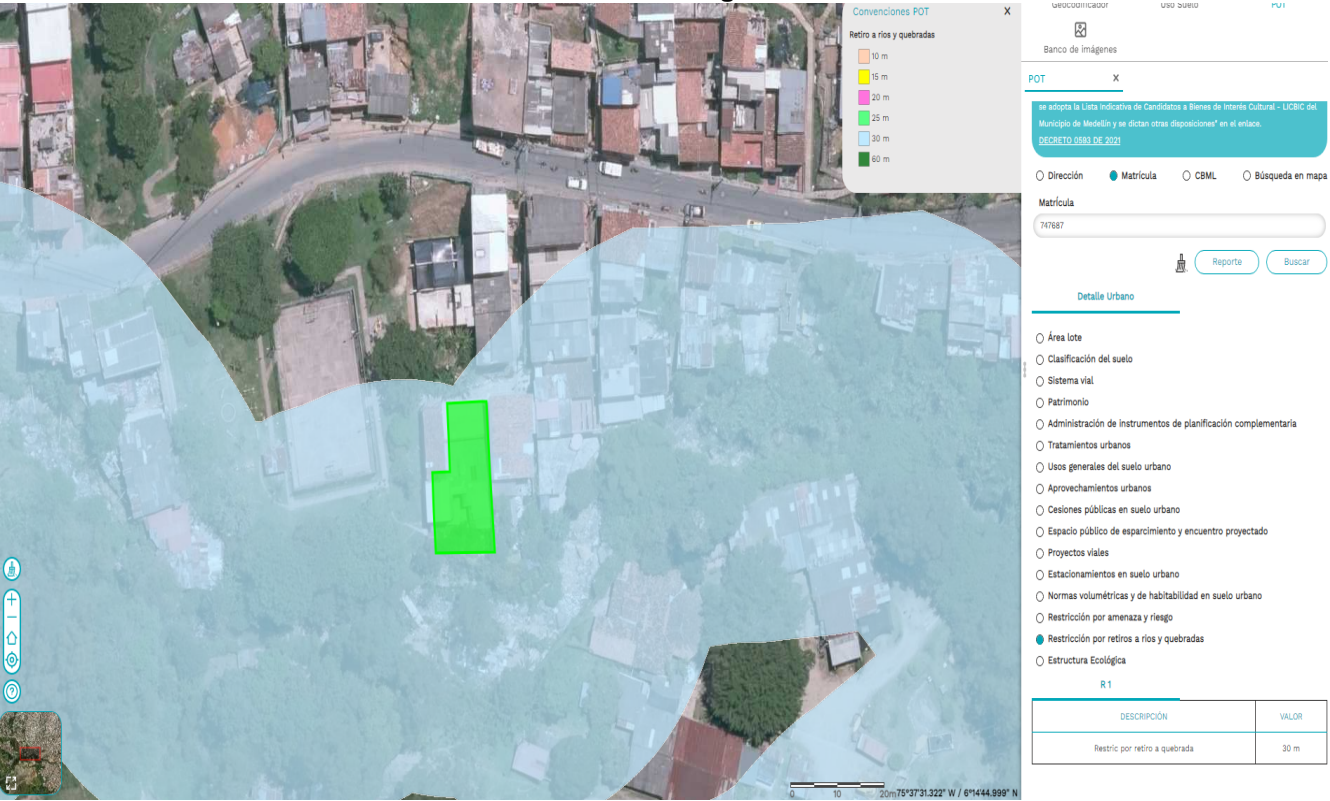 Geocodificador
Uso Suelo
POT
Banco de imágenes
POT
X
se adopta la Lista Indicativa de Candidatos a Bienes de Interés Cultural - LICBIC del
Municipio de Medellín y se dictan otras disposiciones" en el enlace.
DECRETO 0593 DE 2021
Dirección
Matrícula
CBML
Búsqueda en mapa
Matrícula
747687
Reporte
Buscar
Detalle Urbano
Área lote
Clasificación del suelo
Sistema vial
Patrimonio
Administración de instrumentos de planificación complementaria
Tratamientos urbanos
Usos generales del suelo urbano
Aprovechamientos urbanos
Cesiones públicas en suelo urbano
Espacio público de esparcimiento y encuentro proyectado
Proyectos viales
Estacionamientos en suelo urbano
Normas volumétricas y de habitabilidad en suelo urbano
Restricción por amenaza y riesgo
Restricción por retiros a ríos y quebradas
Estructura Ecológica
R 1
DESCRIPCIÓN
VALOR
Restric por retiro a quebrada
30 m
Convenciones POT
X
Retiro a ríos y quebradas
10 m
15 m
20 m
25 m
30 m
60 m
0
10
20m
75°37'31.322" W / 6°14'44.999" N